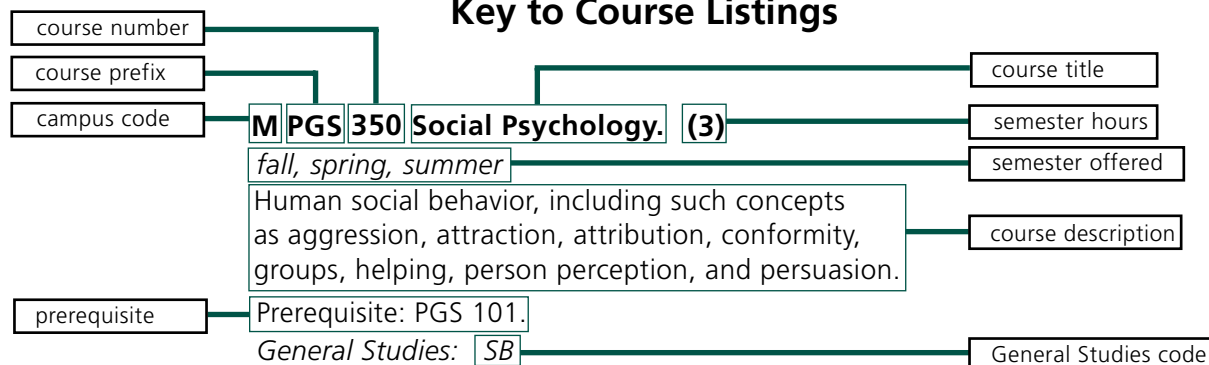 Key to Course Listings
course number
course prefix
course title
campus code
M PGS 350 Social Psychology. (3)
semester hours
fall, spring, summer
semester offered
Human social behavior, including such concepts
as aggression, attraction, attribution, conformity,
groups, helping, person perception, and persuasion.
course description
prerequisite
Prerequisite: PGS 101.
General Studies: SB
General Studies code